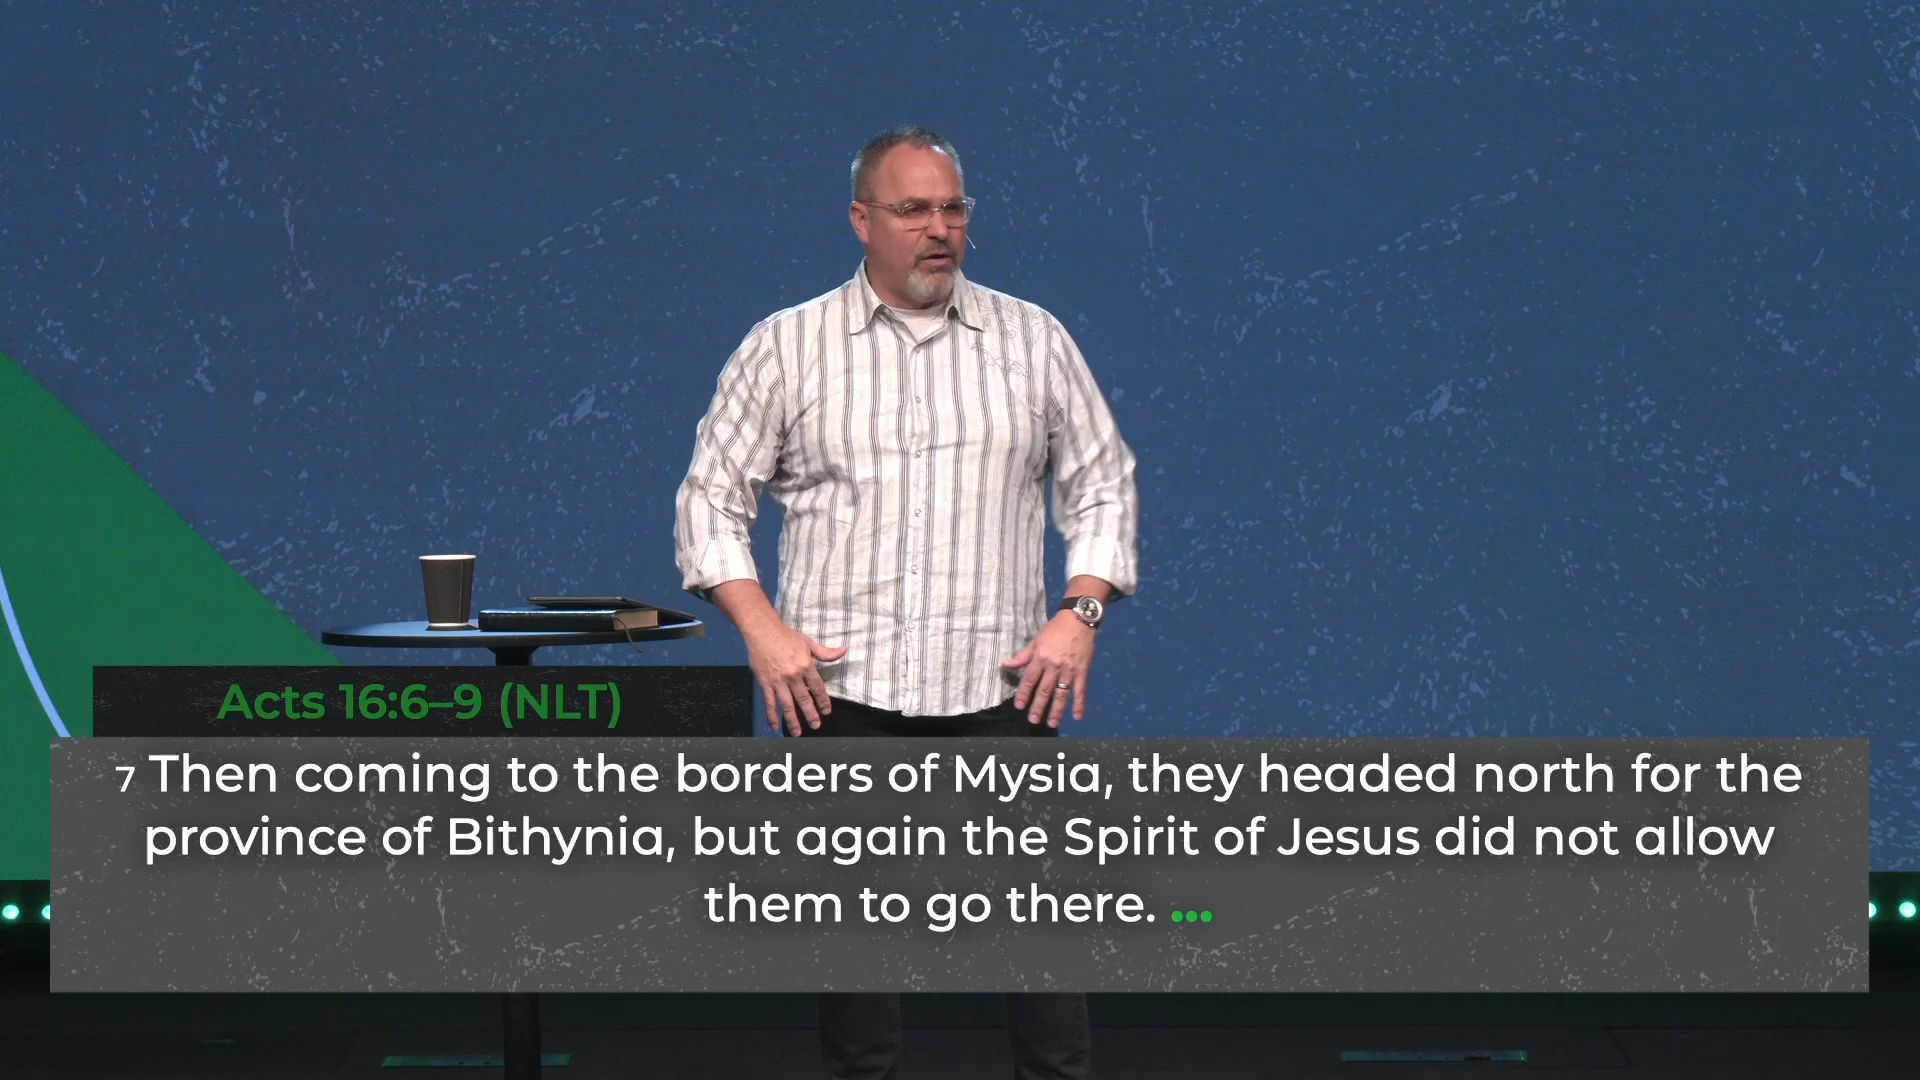 Acts 16:6–9 (NLT)
7 Then coming to the borders of Mysia, they headed north for the
province of Bithynia, but again the Spirit of Jesus did not allow
them to go there. ...